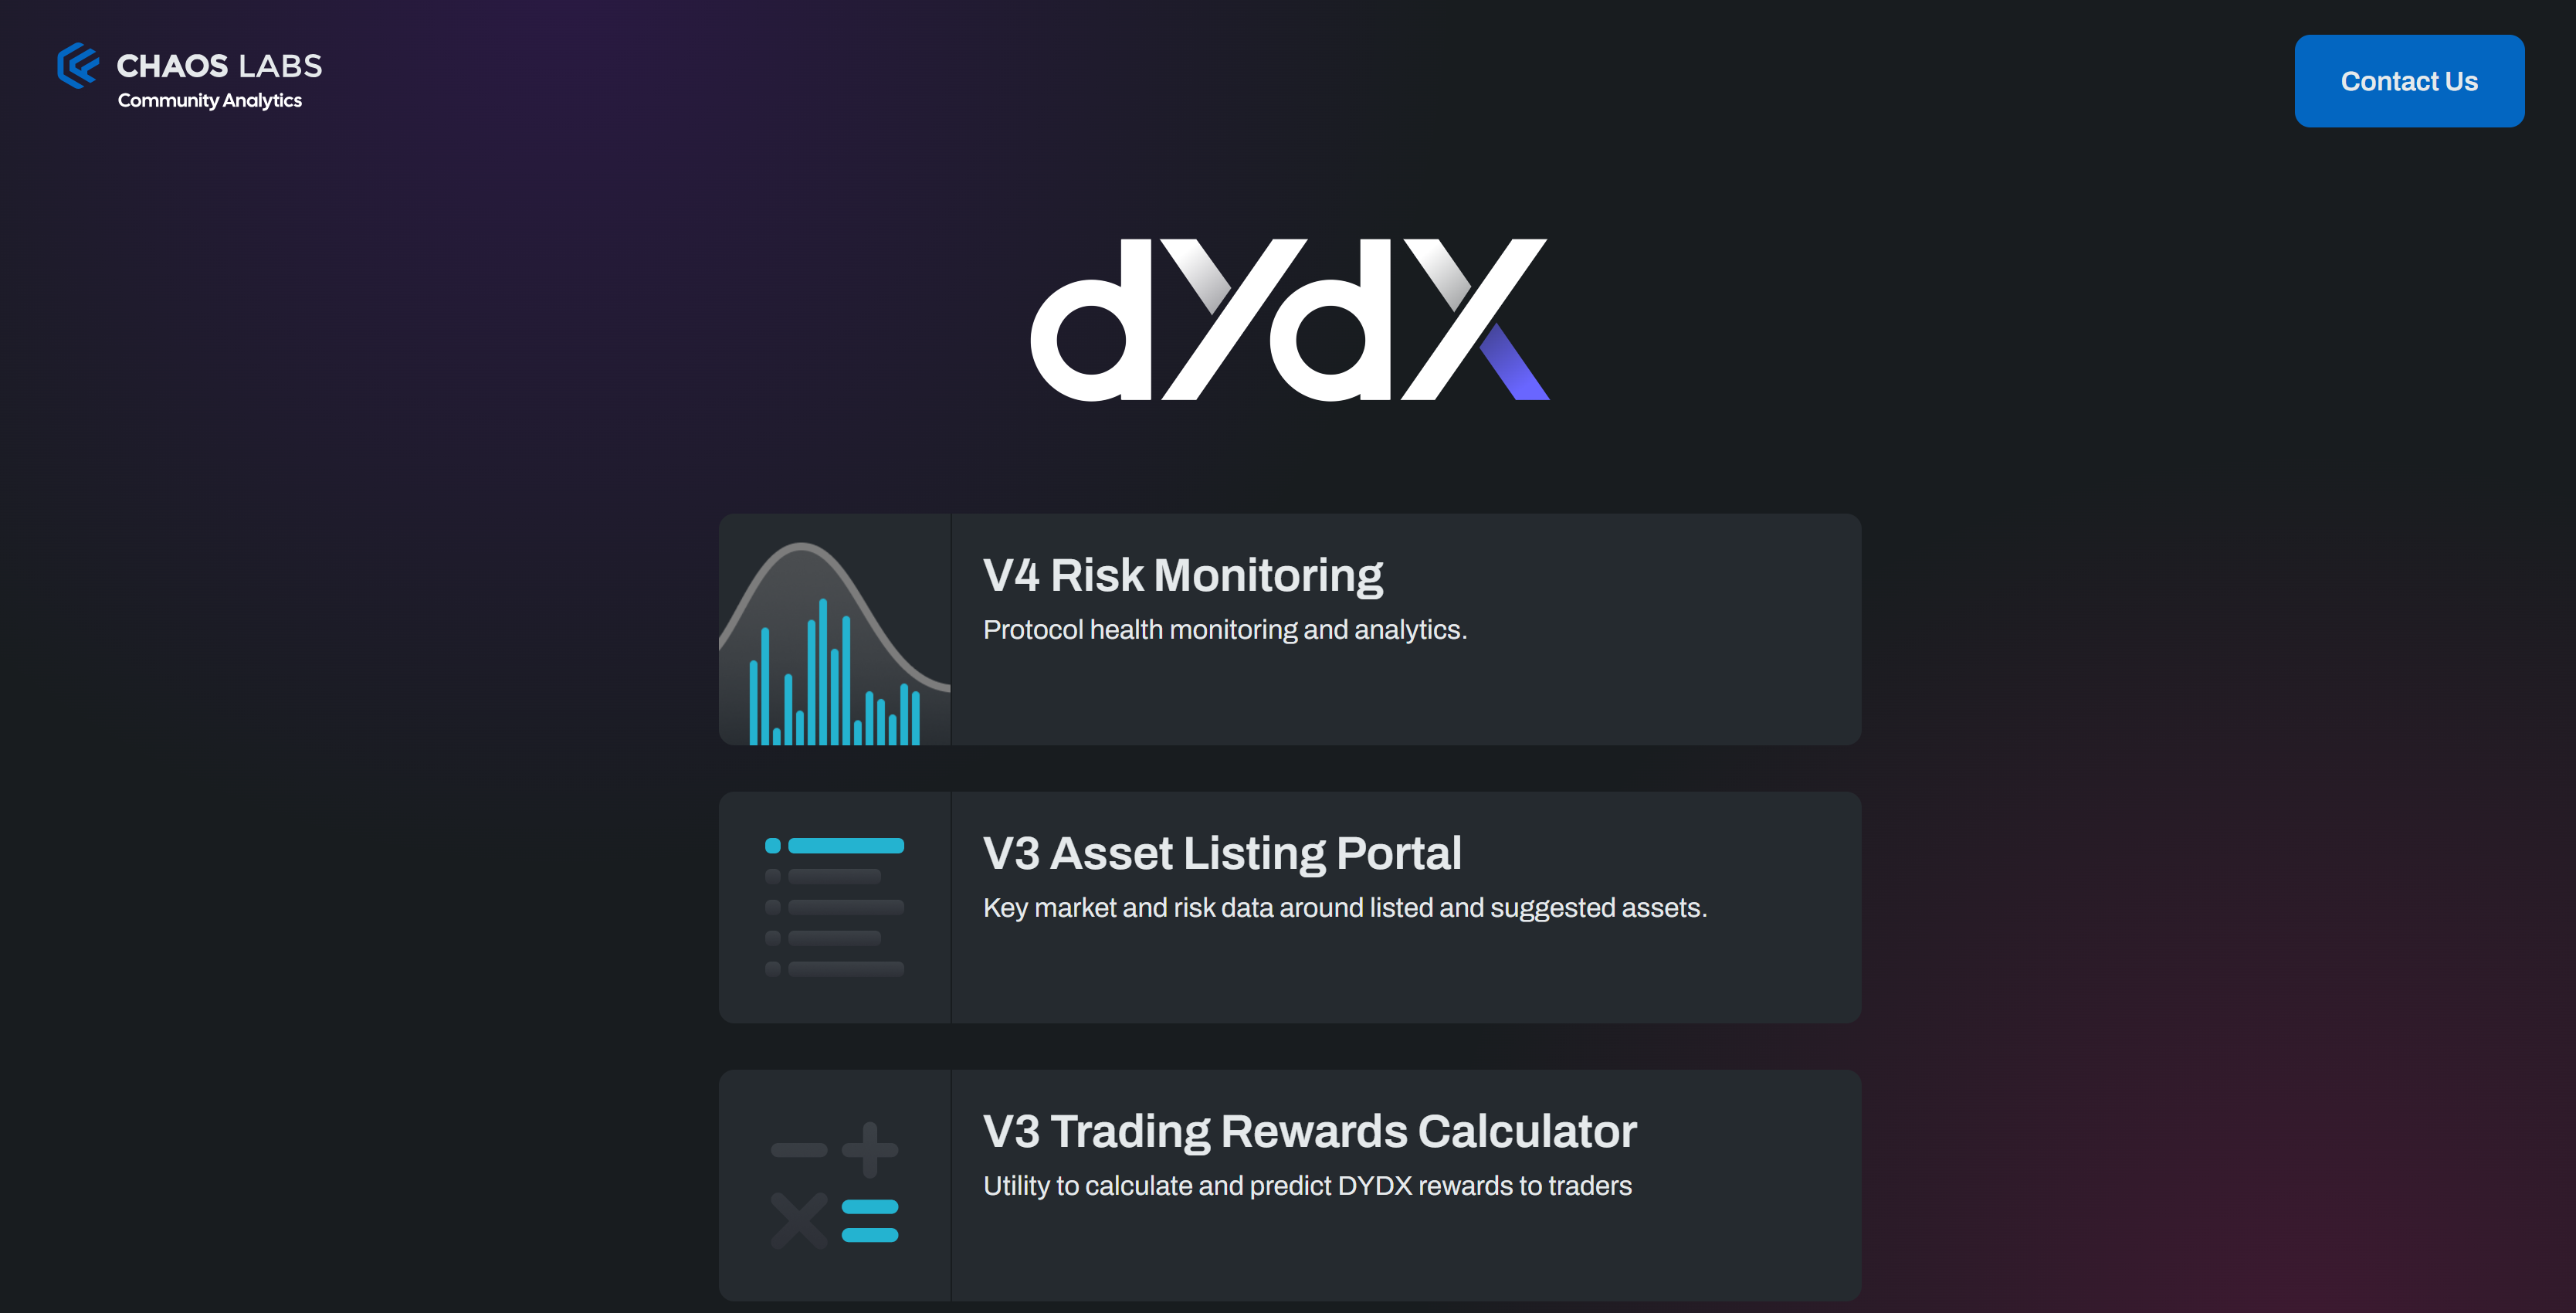 CHAOS LABS
Community Analytics
Contact Us
dYdX
V4 Risk Monitoring
Protocol health monitoring and analytics.
V3 Asset Listing Portal
Key market and risk data around listed and suggested assets.
V3 Trading Rewards Calculator
Utility to calculate and predict DYDX rewards to traders